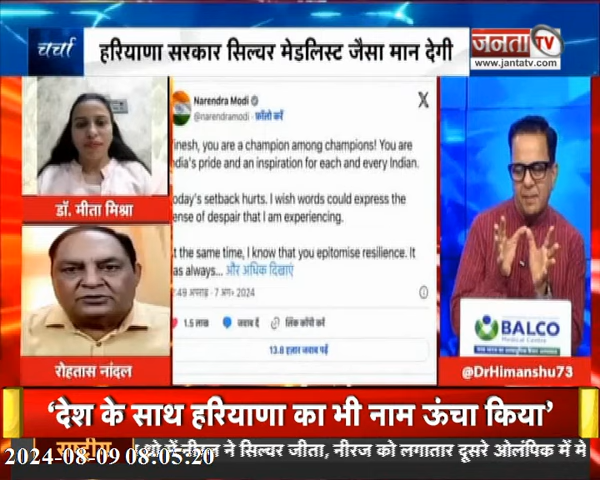 चर्चा
हरियाणा सरकार सिल्वर मेडलिस्ट जैसा मान देगी
जनता TV
www.jantatv.com
डॉ. मीता मिश्रा
रोहतास नांदल
Narendra Modi
@narendramodi · फ़ॉलो करें
X
inesh, you are a champion among champions! You are
ndia's pride and an inspiration for each and every Indian.
oday's setback hurts. I wish words could express the
ense of despair that I am experiencing.
t the same time, I know that you epitomise resilience. It
as always... और अधिक दिखाएं
:49 अपराह्न · 7 अग॰ 2024
1.5 लाख जवाब दें लिंक कॉपी करें
13.8 हज़ार जवाब पढ़ें
BALCO
Medical Centre
@DrHimanshu73
‘देश के साथ हरियाणा का भी नाम ऊंचा किया’
राष्ट्रीय
थ्रो में नीरज ने सिल्वर जीता, नीरज को लगातार दूसरे ओलंपिक में मे
2024-08-09 08:05:20